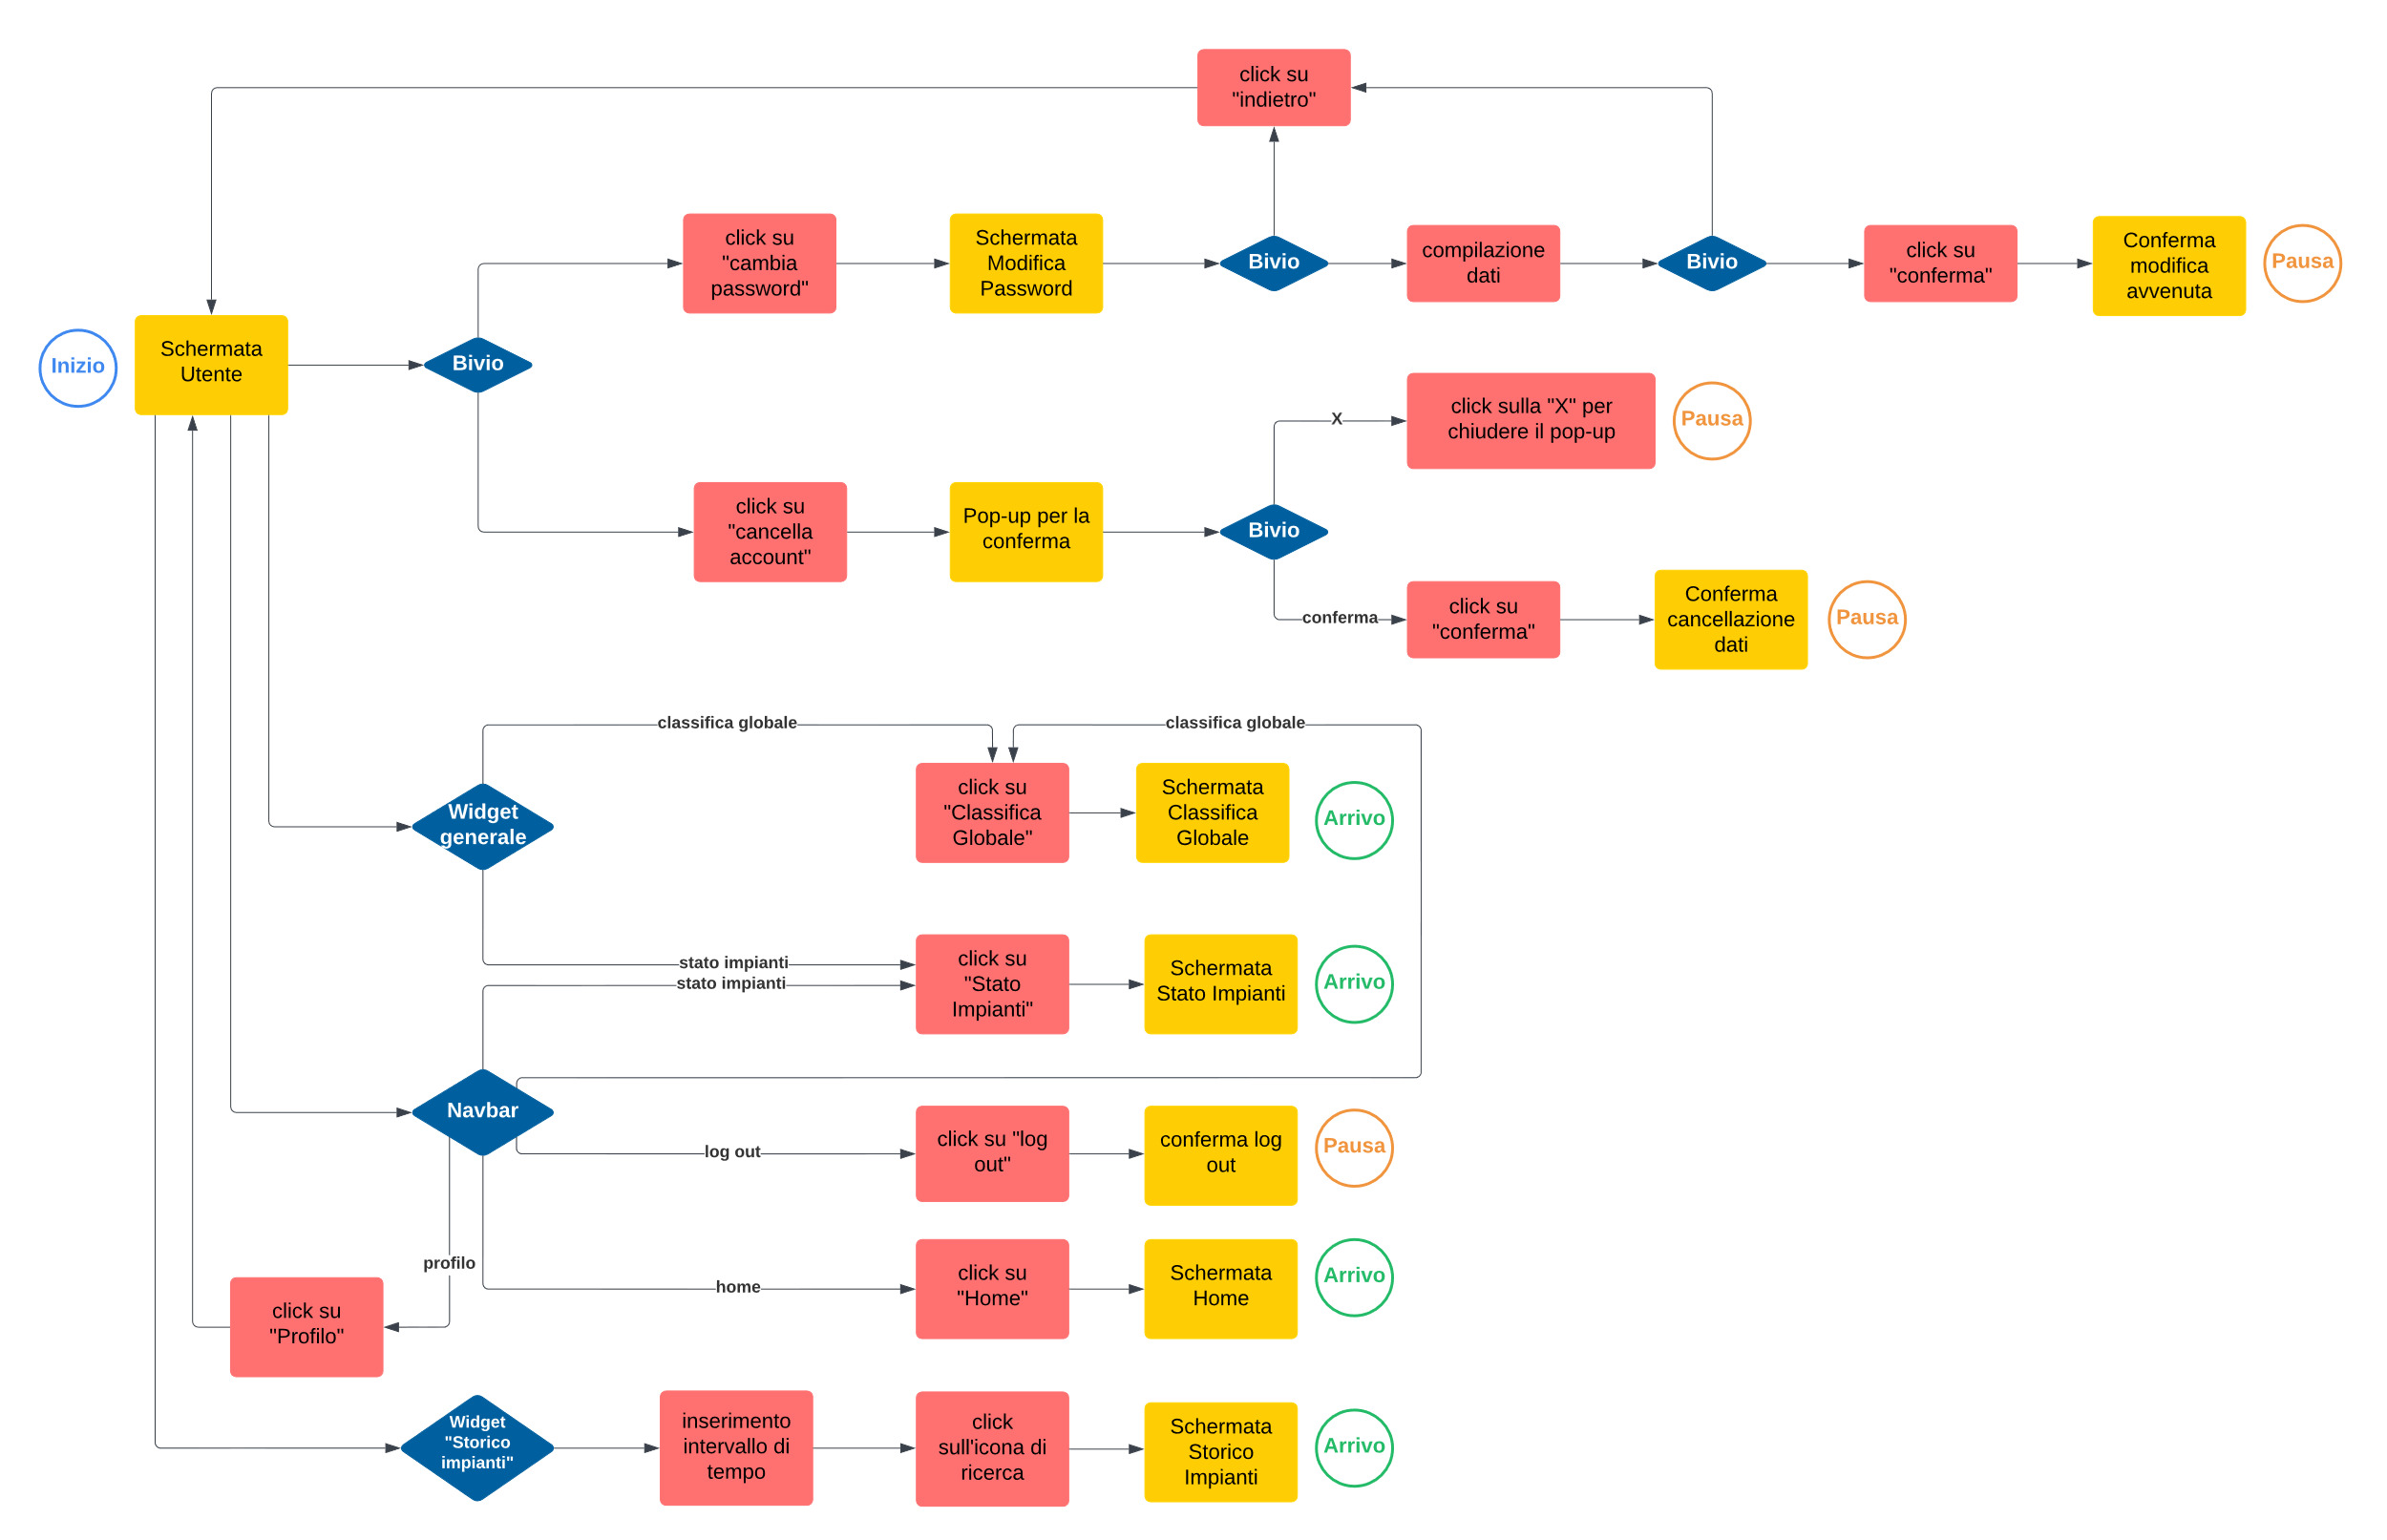 click su
"indietro"
click su
"cambia
password"
Schermata
Modifica
Password
Bivio
compilazione
dati
Bivio
click su
"conferma"
Conferma
modifica
avvenuta
Pausa
Inizio
Schermata
Utente
Bivio
X
click sulla "X" per
chiudere il pop-up
Pausa
click su
"cancella
account"
Pop-up per la
conferma
Bivio
conferma
click su
"conferma"
Conferma
cancellazione
dati
Pausa
classifica globale
classifica globale
Widget
generale
click su
"Classifica
Globale"
Schermata
Classifica
Globale
Arrivo
stato impianti
stato impianti
click su
"Stato
Impianti"
Schermata
Stato Impianti
Arrivo
Navbar
log out
click su "log
out"
conferma log
out
Pausa
profilo
home
click su
"Home"
Schermata
Home
Arrivo
click su
"Profilo"
Widget
"Storico
impianti"
inserimento
intervallo di
tempo
click
sull'icona di
ricerca
Schermata
Storico
Impianti
Arrivo